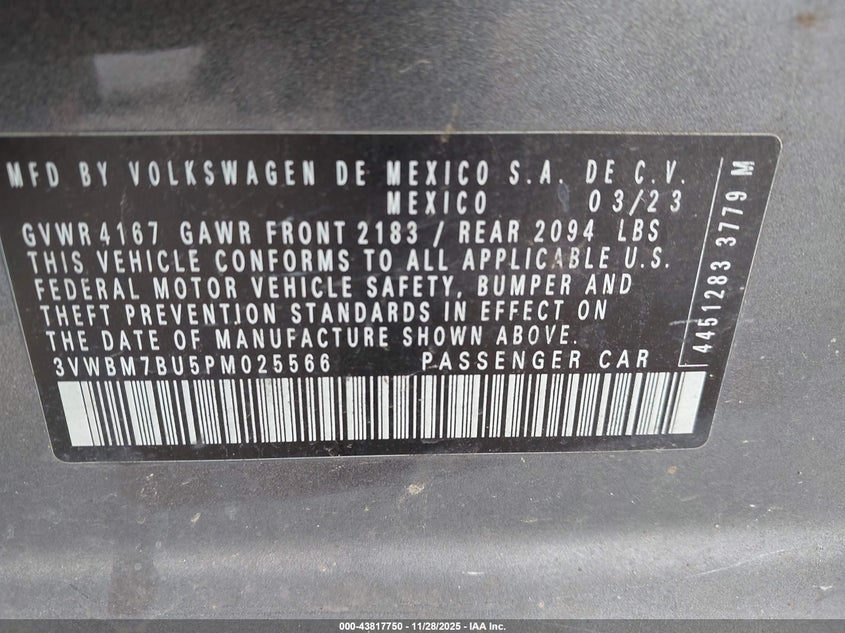 MFD BY VOLKSWAGEN DE MEXICO S.A. DE C.V.
MEXICO 03/23
GVWR 4167 GAWR FRONT 2183 / REAR 2094 LBS
THIS VEHICLE CONFORMS TO ALL APPLICABLE U.S.
FEDERAL MOTOR VEHICLE SAFETY, BUMPER AND
THEFT PREVENTION STANDARDS IN EFFECT ON
THE DATE OF MANUFACTURE SHOWN ABOVE.
3VWBM7BU5PM025566 PASSENGER CAR
4451283 3779 M
000-43817750 - 11/28/2025 - IAA Inc.